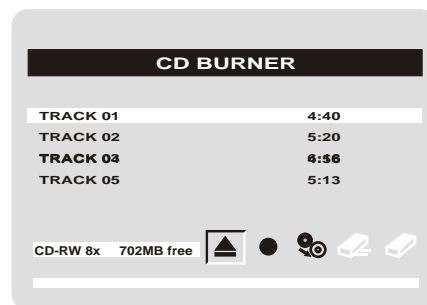 CD BURNER
TRACK 01 4:40
TRACK 02 5:20
TRACK
TRACK 05 5:13
CD-RW 8x 702MB free